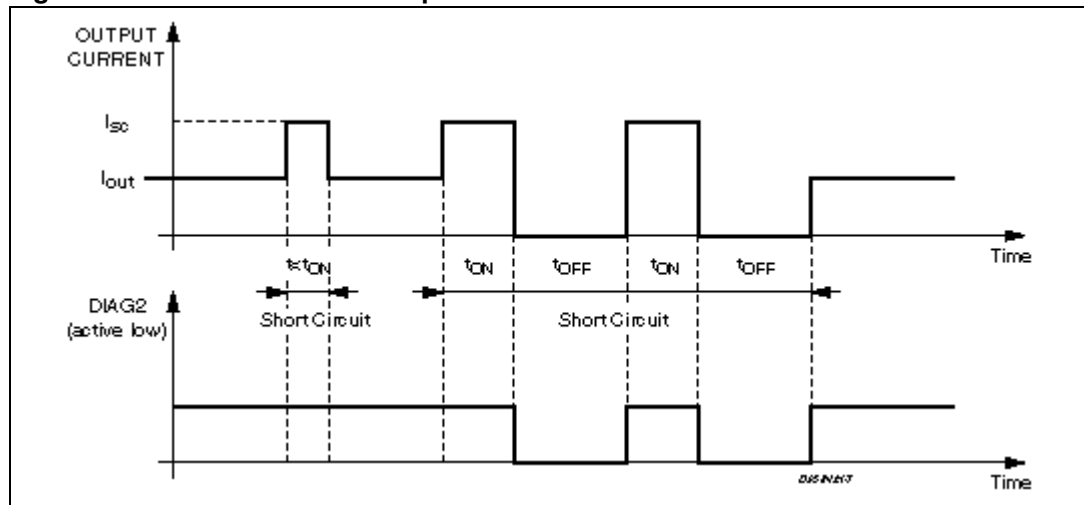 OUTPUT
CURRENT
Isc
Iout
Time
t<tON
tON
tOFF
tON
tOFF
DIAG2
(active low)
Short Circuit
Short Circuit
Time